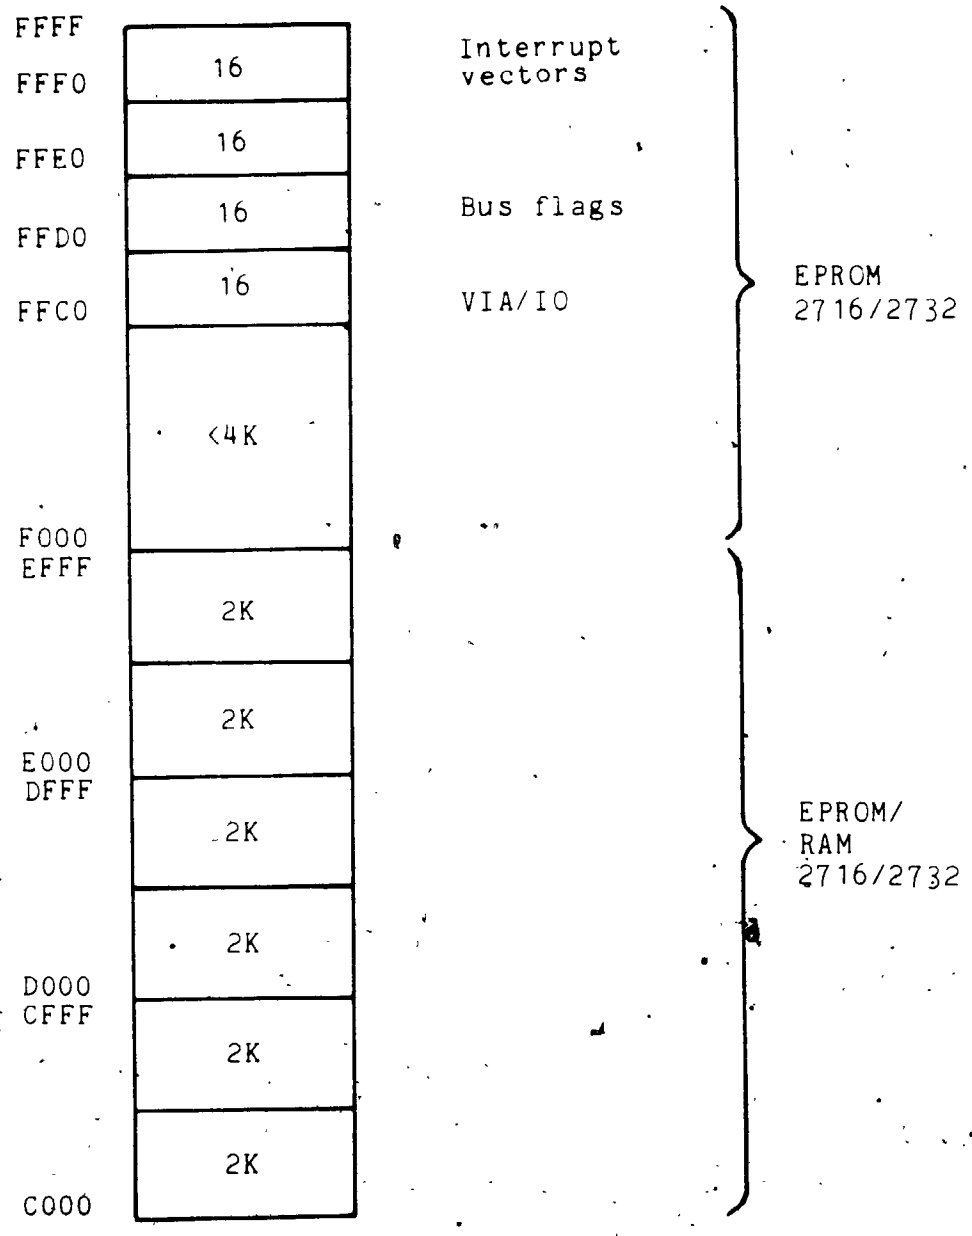 FFFF
16
Interrupt
vectors
FFF0
16
FFE0
16
Bus flags
FFD0
16
VIA/IO
FFC0
EPROM
2716/2732
<4K
F000
EFFF
2K
2K
E000
DFFF
2K
EPROM/
RAM
2716/2732
2K
D000
CFFF
2K
2K
C000